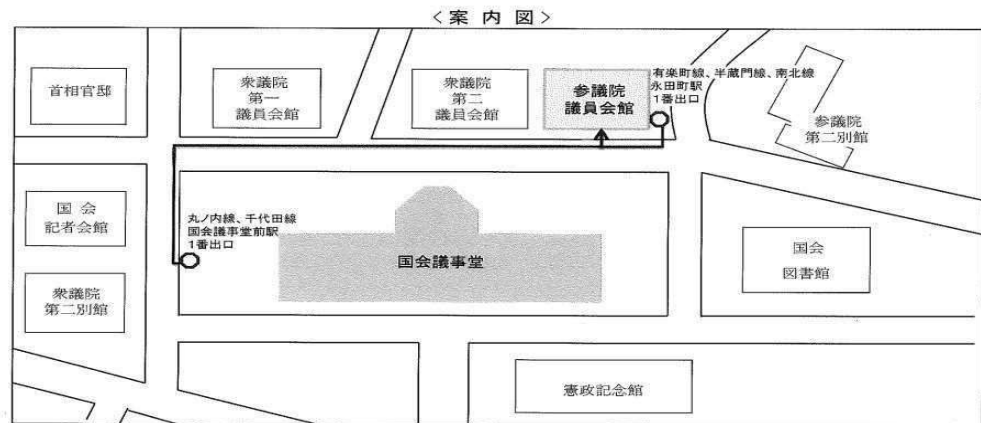 <案内図>
首相官邸
衆議院
第一
議員会館
衆議院
第二
議員会館
参議院
議員会館
有楽町線、半蔵門線、南北線
永田町駅
1番出口
参議院
第二別館
国会
記者会館
丸ノ内線、千代田線
国会議事堂前駅
1番出口
国会議事堂
国会
図書館
衆議院
第二別館
憲政記念館